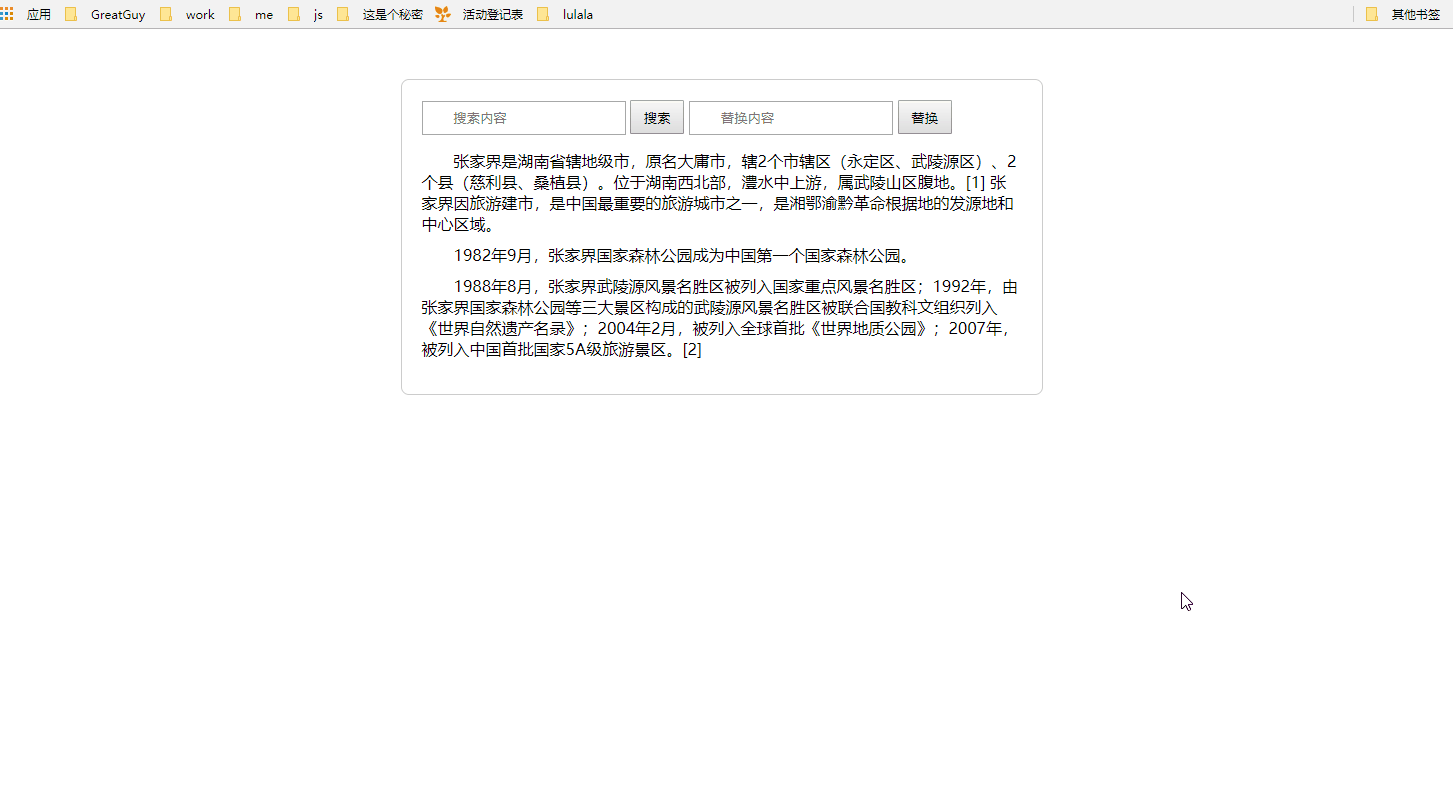 应用 GreatGuy work me js 这是个秘密 活动登记表 lulala 其他书签
搜索内容 搜索 替换内容 替换
张家界是湖南省辖地级市，原名大庸市，辖2个市辖区（永定区、武陵源区）、2
个县（慈利县、桑植县）。位于湖南西北部，澧水中上游，属武陵山区腹地。[1] 张
家界因旅游建市，是中国最重要的旅游城市之一，是湘鄂渝黔革命根据地的发源地和
中心区域。
1982年9月，张家界国家森林公园成为中国第一个国家森林公园。
1988年8月，张家界武陵源风景名胜区被列入国家重点风景名胜区；1992年，由
张家界国家森林公园等三大景区构成的武陵源风景名胜区被联合国教科文组织列入
《世界自然遗产名录》；2004年2月，被列入全球首批《世界地质公园》；2007年，
被列入中国首批国家5A级旅游景区。[2]